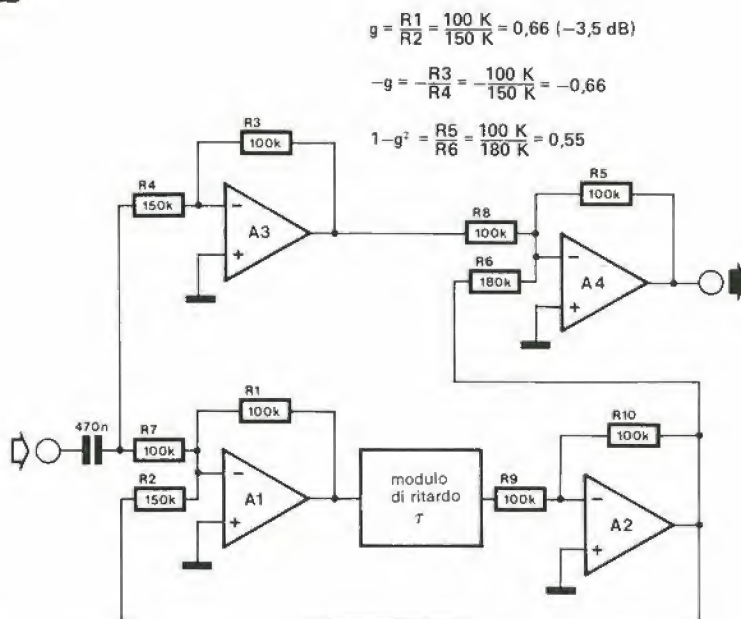 g = R1/R2 = 100 K/150 K = 0,66 (−3,5 dB)
−g = −R3/R4 = −100 K/150 K = −0,66
1−g² = R5/R6 = 100 K/180 K = 0,55
R3
100k
R4
150k
−
A3
+
R5
100k
R8
100k
R6
180k
−
A4
+
470n
R7
100k
R2
150k
R1
100k
−
A1
+
modulo
di ritardo
τ
R9
100k
R10
100k
−
A2
+